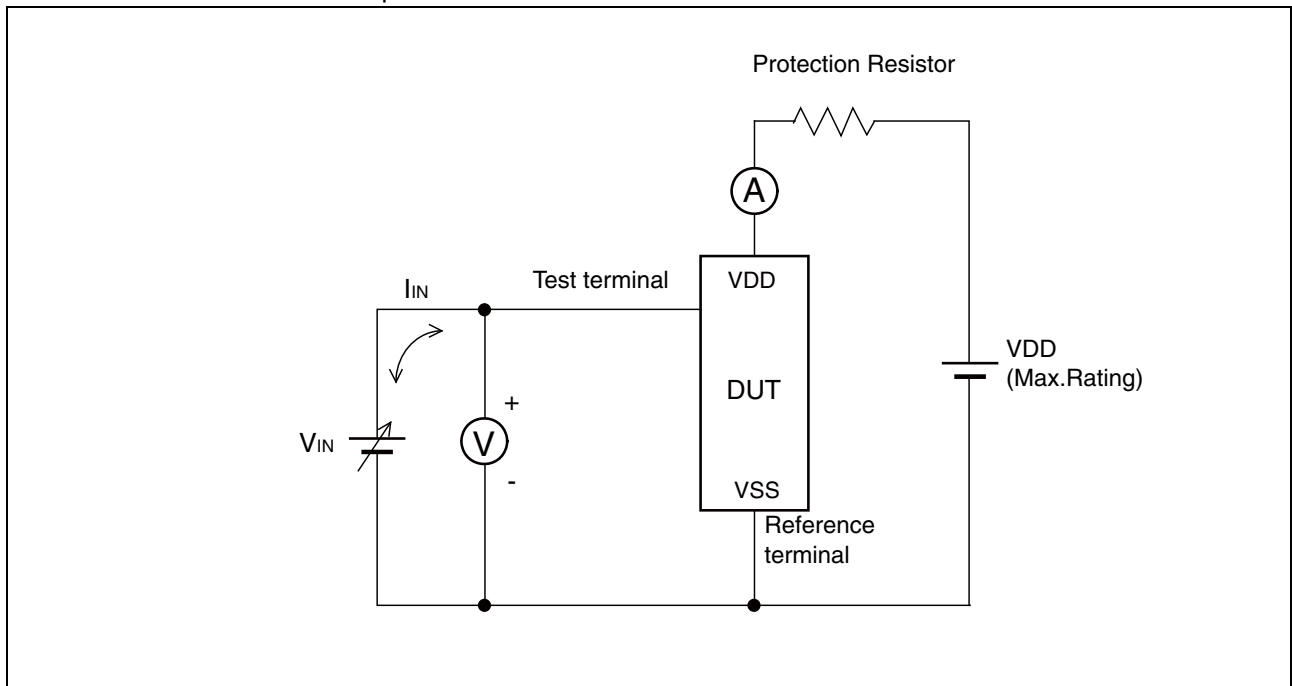 Protection Resistor
A
Test terminal
VDD
IIN
VDD
(Max.Rating)
DUT
+
VIN
V
-
VSS
Reference
terminal